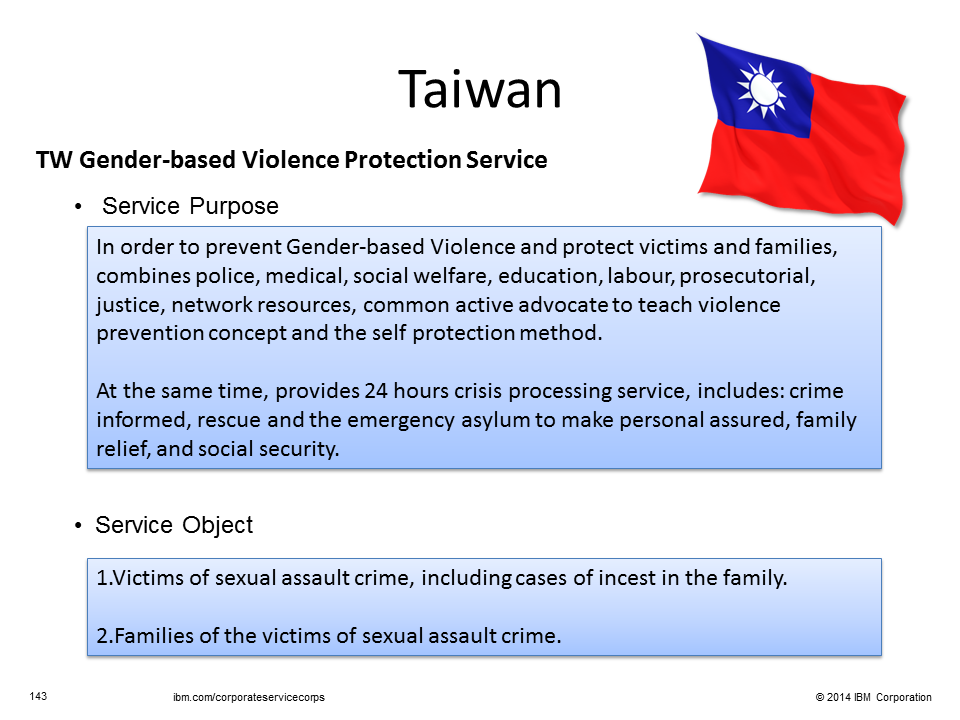 Taiwan
TW Gender-based Violence Protection Service
• Service Purpose
In order to prevent Gender-based Violence and protect victims and families,
combines police, medical, social welfare, education, labour, prosecutorial,
justice, network resources, common active advocate to teach violence
prevention concept and the self protection method.
At the same time, provides 24 hours crisis processing service, includes: crime
informed, rescue and the emergency asylum to make personal assured, family
relief, and social security.
• Service Object
1.Victims of sexual assault crime, including cases of incest in the family.
2.Families of the victims of sexual assault crime.
143 ibm.com/corporateservicecorps © 2014 IBM Corporation